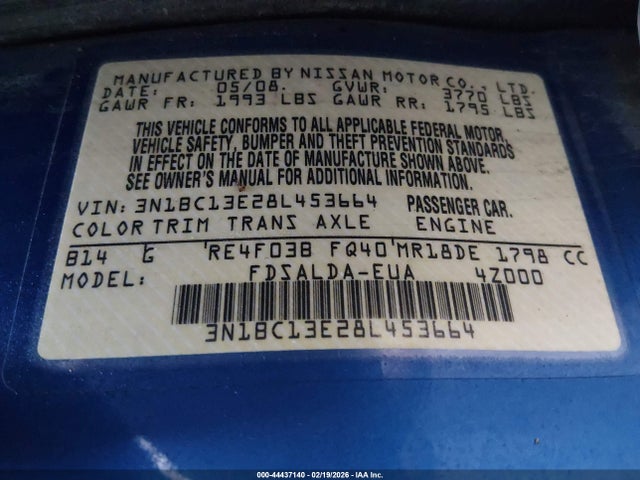 MANUFACTURED BY NISSAN MOTOR CO., LTD.
DATE: 05/08. GVWR: 3770 LBS
GAWR FR: 1993 LBS GAWR RR: 1795 LBS
THIS VEHICLE CONFORMS TO ALL APPLICABLE FEDERAL MOTOR
VEHICLE SAFETY, BUMPER AND THEFT PREVENTION STANDARDS
IN EFFECT ON THE DATE OF MANUFACTURE SHOWN ABOVE.
SEE OWNER'S MANUAL FOR ADDITIONAL INFORMATION.
VIN: 3N1BC13E28L453664 PASSENGER CAR.
COLOR TRIM TRANS AXLE ENGINE
B14 G RE4F03B FQ40 MR18DE 1798 CC
FDSALDA-EUA 4Z000
3N1BC13E28L453664
000-44437140 - 02/19/2026 - IAA Inc.